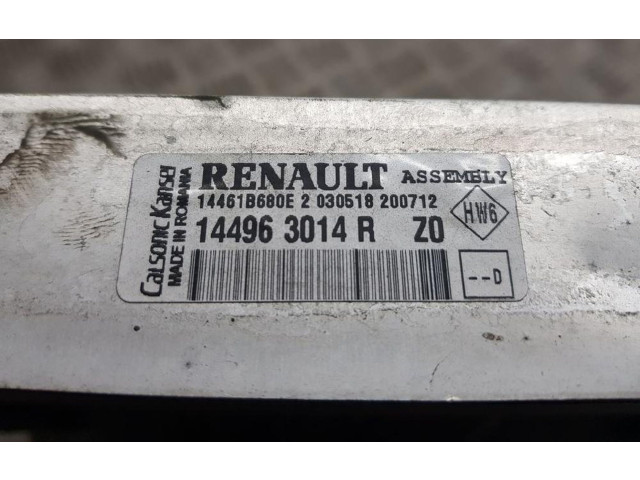 RENAULT ASSEMBLY
14461B680E 2 030518 200712
14496 3014 R Z0
HW6
--D
Calsonic Kansei
MADE IN ROMANIA